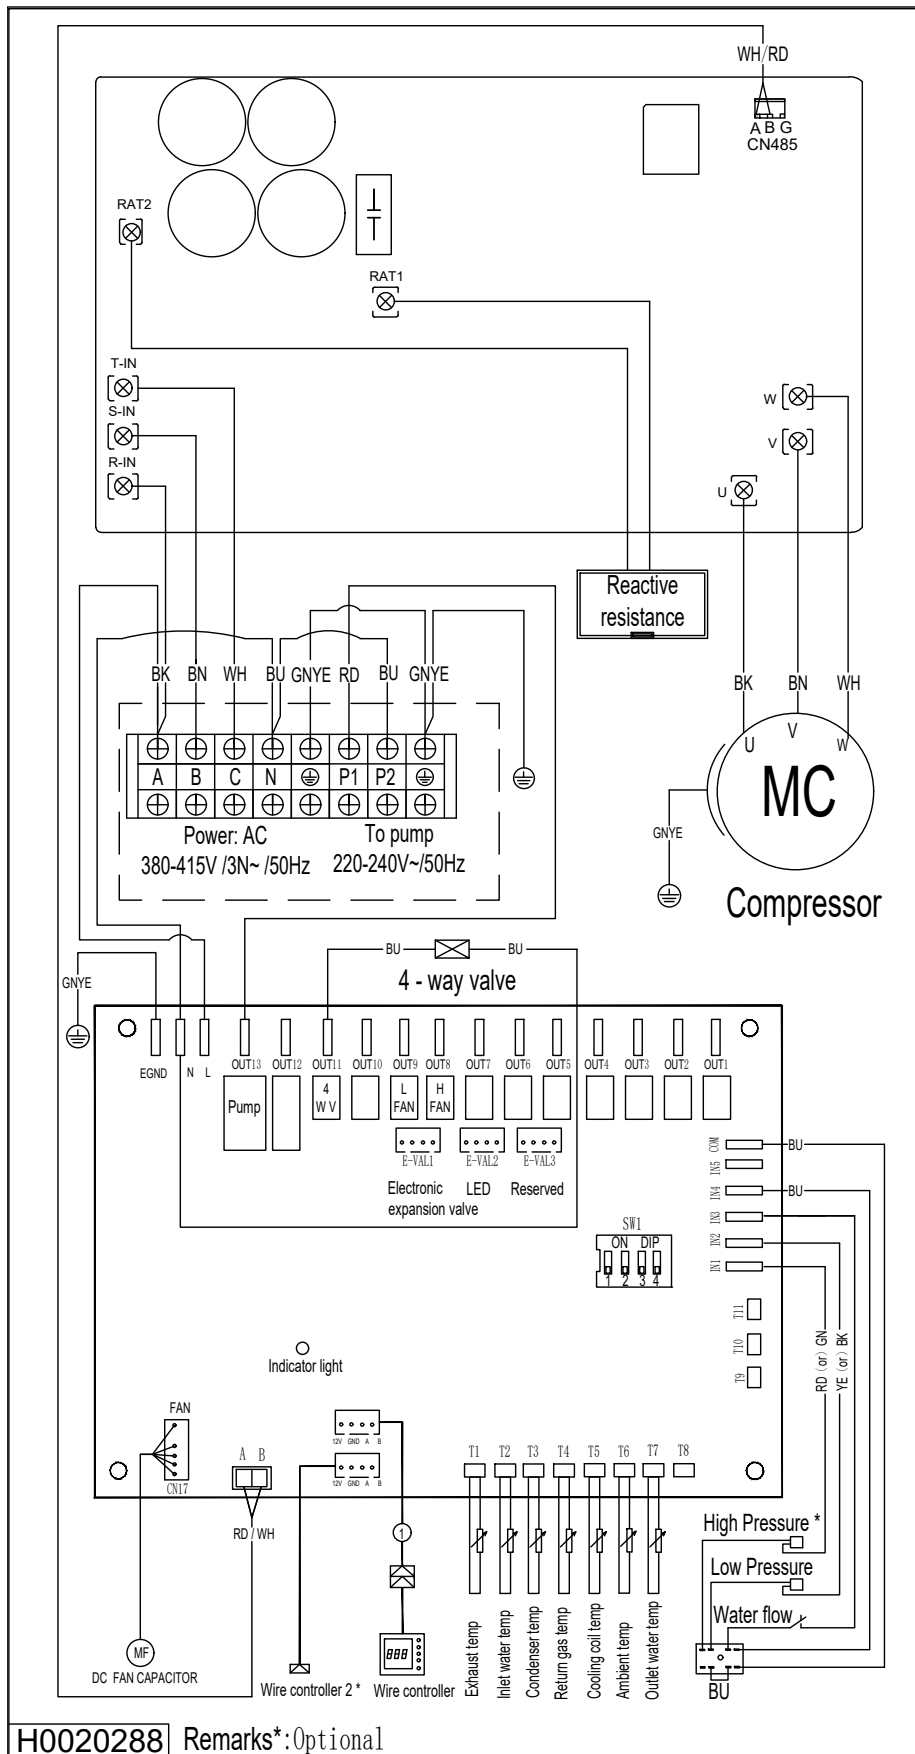 WH/RD
A B G
CN485
RAT2
RAT1
T-IN
S-IN
R-IN
W
V
U
Reactive
resistance
BK BN WH BU GNYE RD BU GNYE
BK BN WH
U V W
A B C N P1 P2
MC
Power: AC To pump
380-415V /3N~ /50Hz 220-240V~/50Hz
GNYE
Compressor
BU BU
4 - way valve
GNYE
EGND N L
OUT13 OUT12 OUT11 OUT10 OUT9 OUT8 OUT7 OUT6 OUT5 OUT4 OUT3 OUT2 OUT1
Pump
4
W V
L
FAN
H
FAN
E-VAL1 E-VAL2 E-VAL3
Electronic
expansion valve
LED
Reserved
COM
IN5
IN4
IN3
IN2
IN1
BU
BU
SW1
ON DIP
1 2 3 4
T11
T10
T9
RD (or) GN
YE (or) BK
Indicator light
FAN
CN17
A B
12V GND A B
12V GND A B
T1 T2 T3 T4 T5 T6 T7 T8
RD / WH
1
High Pressure *
Low Pressure
Water flow
BU
MF
DC FAN CAPACITOR
Wire controller 2 *
888
Wire controller
Exhaust temp
Inlet water temp
Condenser temp
Return gas temp
Cooling coil temp
Ambient temp
Outlet water temp
H0020288 Remarks*:Optional